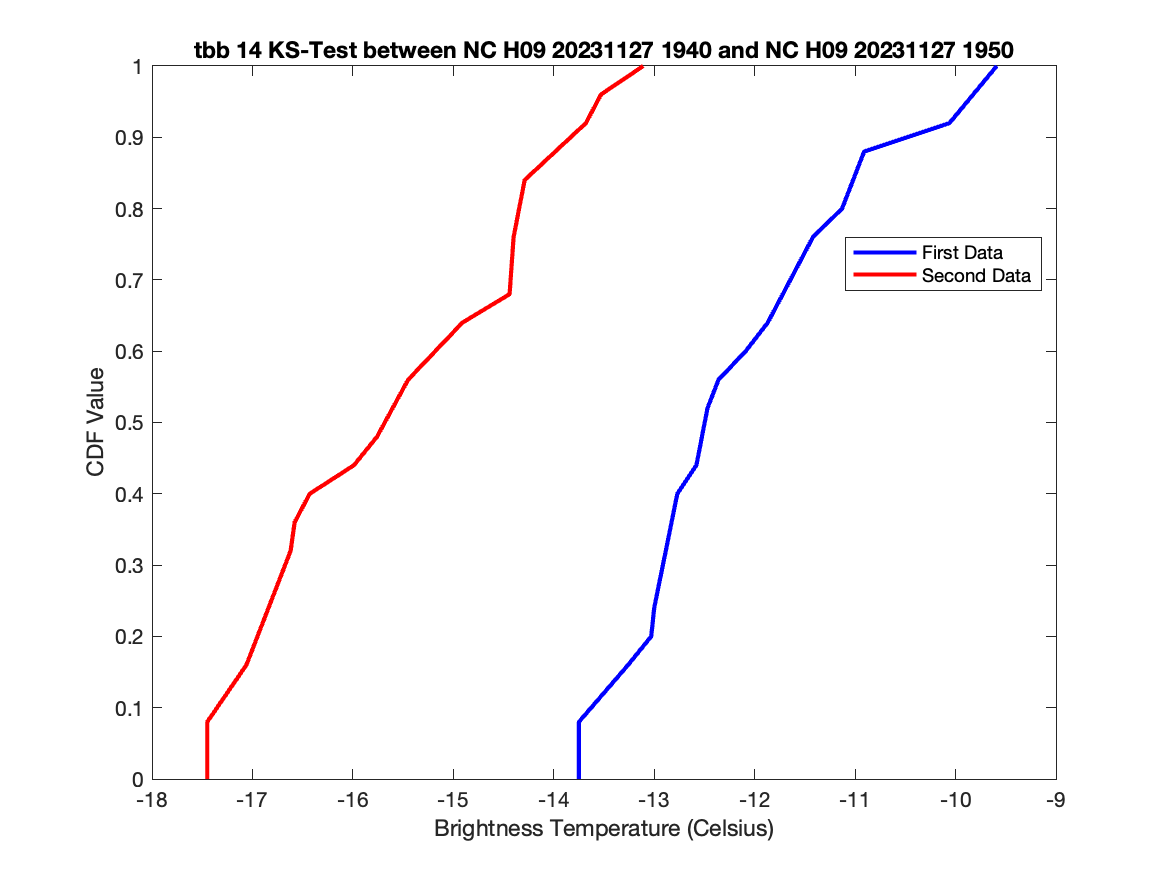 tbb 14 KS-Test between NC H09 20231127 1940 and NC H09 20231127 1950
1
0.9
0.8
0.7
0.6
0.5
0.4
0.3
0.2
0.1
0
CDF Value
First Data
Second Data
-18 -17 -16 -15 -14 -13 -12 -11 -10 -9
Brightness Temperature (Celsius)